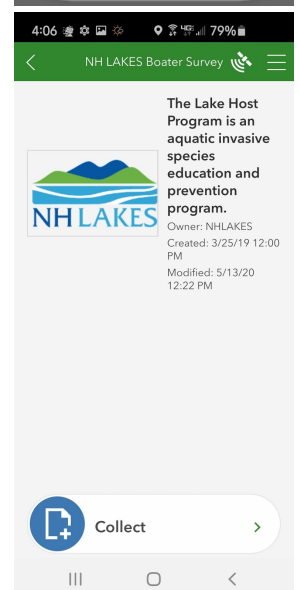 4:06 79%
NH LAKES Boater Survey
The Lake Host
Program is an
aquatic invasive
species
education and
prevention
program.
NH LAKES
Owner: NHLAKES
Created: 3/25/19 12:00
PM
Modified: 5/13/20
12:22 PM
Collect